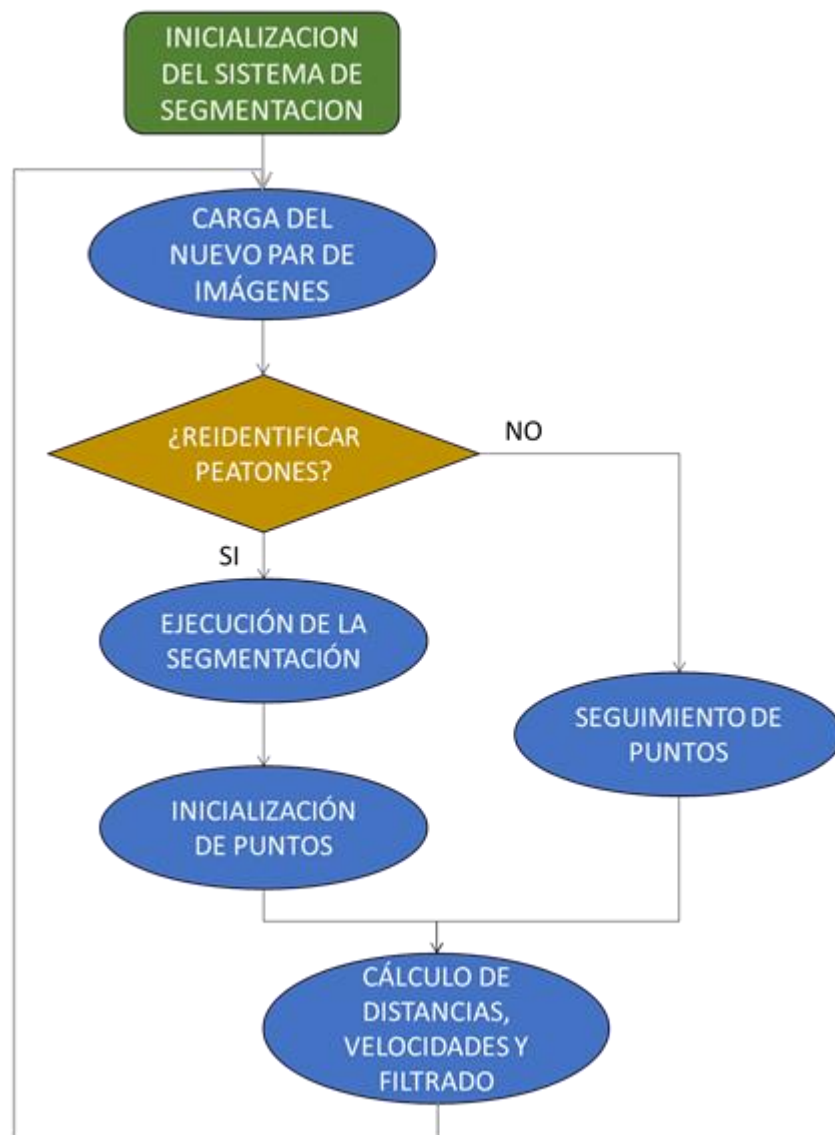 INICIALIZACION
DEL SISTEMA DE
SEGMENTACION
CARGA DEL
NUEVO PAR DE
IMÁGENES
¿REIDENTIFICAR
PEATONES?
NO
SI
EJECUCIÓN DE LA
SEGMENTACIÓN
SEGUIMIENTO DE
PUNTOS
INICIALIZACIÓN
DE PUNTOS
CÁLCULO DE
DISTANCIAS,
VELOCIDADES Y
FILTRADO